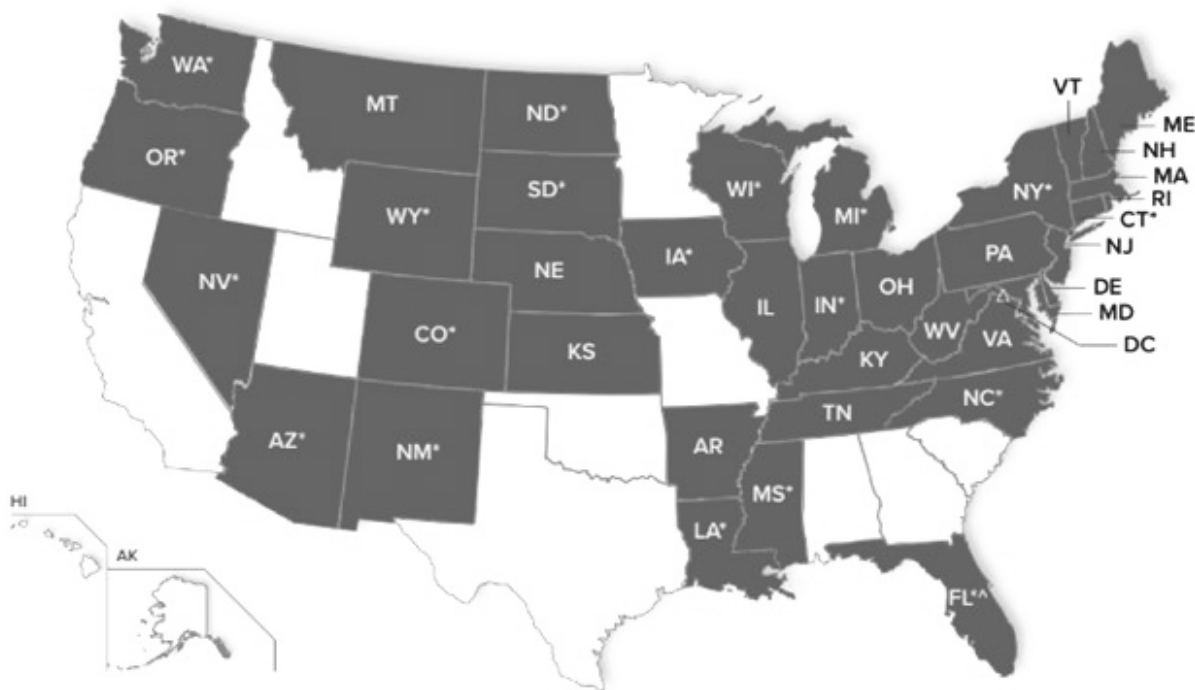 WA*
MT
ND*
VT
ME
OR*
NH
MA
SD*
WI*
NY*
RI
WY*
MI*
CT*
NJ
IA*
PA
NV*
NE
OH
DE
IL
IN*
MD
CO*
WV
VA
DC
KS
KY
NC*
TN
AZ*
NM*
AR
MS*
HI
LA*
AK
FL*^